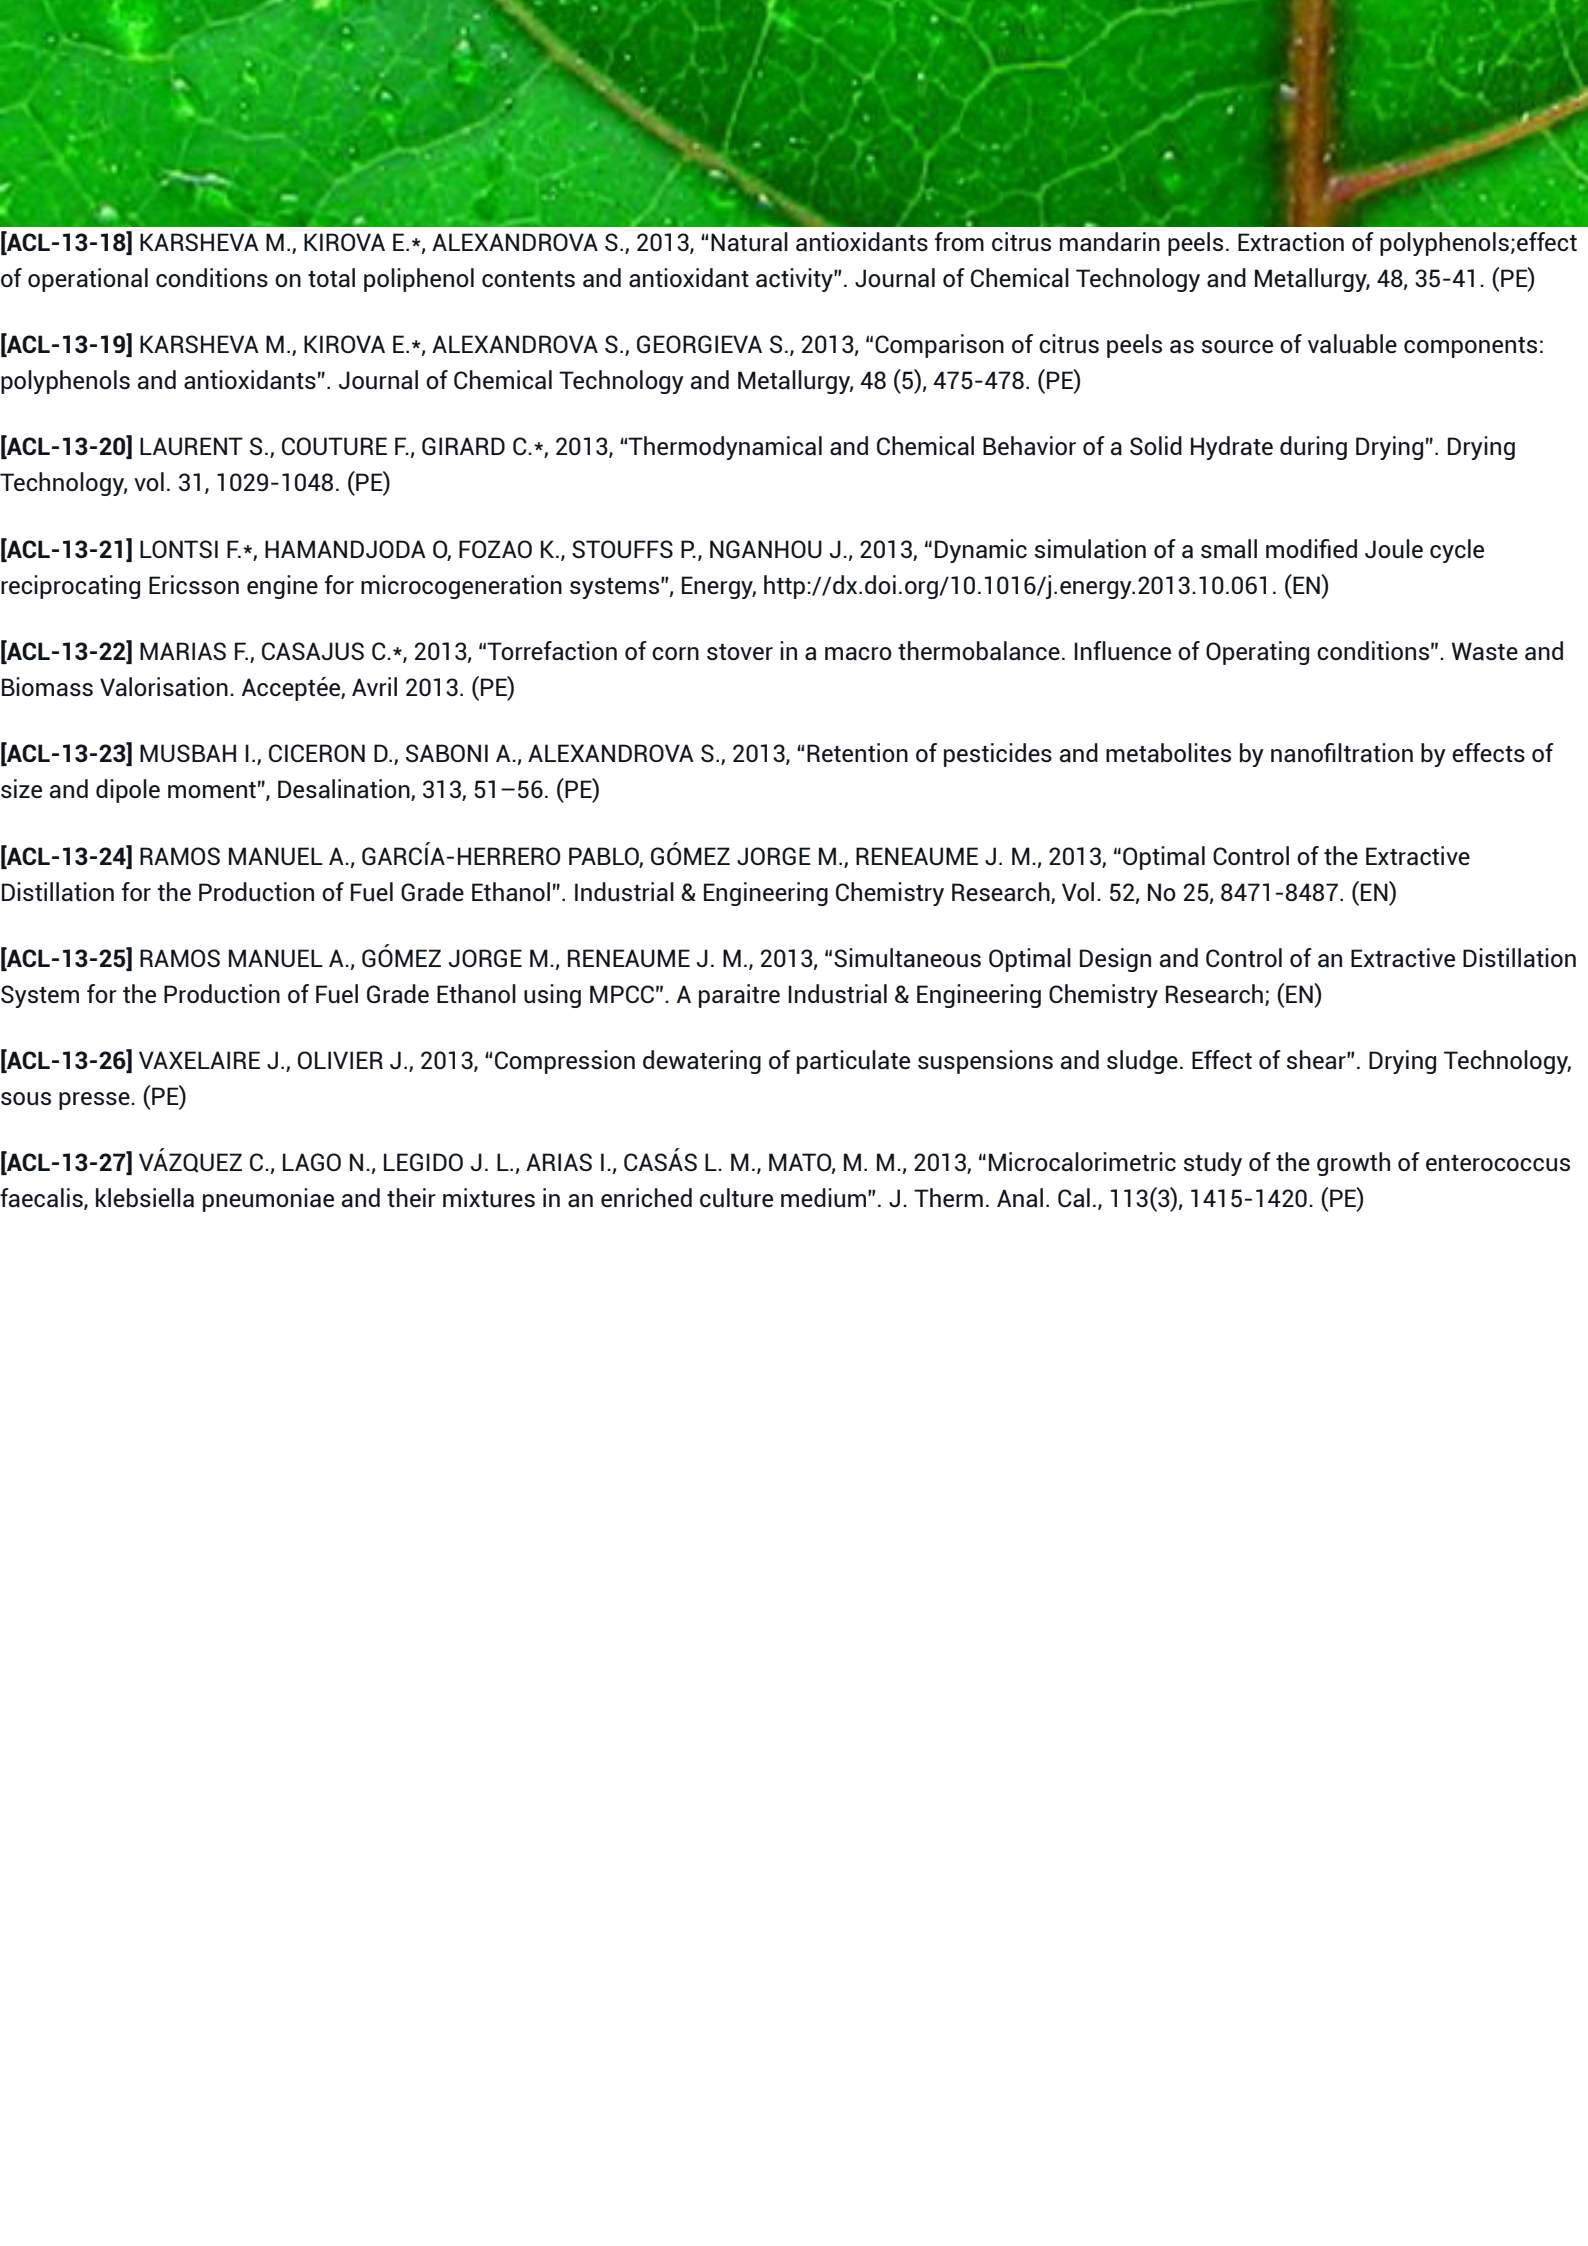 [ACL-13-18] KARSHEVA M., KIROVA E.*, ALEXANDROVA S., 2013, “Natural antioxidants from citrus mandarin peels. Extraction of polyphenols;effect
of operational conditions on total poliphenol contents and antioxidant activity”. Journal of Chemical Technology and Metallurgy, 48, 35-41. (PE)
[ACL-13-19] KARSHEVA M., KIROVA E.*, ALEXANDROVA S., GEORGIEVA S., 2013, “Comparison of citrus peels as source of valuable components:
polyphenols and antioxidants”. Journal of Chemical Technology and Metallurgy, 48 (5), 475-478. (PE)
[ACL-13-20] LAURENT S., COUTURE F., GIRARD C.*, 2013, “Thermodynamical and Chemical Behavior of a Solid Hydrate during Drying”. Drying
Technology, vol. 31, 1029-1048. (PE)
[ACL-13-21] LONTSI F.*, HAMANDJODA O, FOZAO K., STOUFFS P., NGANHOU J., 2013, “Dynamic simulation of a small modified Joule cycle
reciprocating Ericsson engine for microcogeneration systems”, Energy, http://dx.doi.org/10.1016/j.energy.2013.10.061. (EN)
[ACL-13-22] MARIAS F., CASAJUS C.*, 2013, “Torrefaction of corn stover in a macro thermobalance. Influence of Operating conditions”. Waste and
Biomass Valorisation. Acceptée, Avril 2013. (PE)
[ACL-13-23] MUSBAH I., CICERON D., SABONI A., ALEXANDROVA S., 2013, “Retention of pesticides and metabolites by nanofiltration by effects of
size and dipole moment”, Desalination, 313, 51–56. (PE)
[ACL-13-24] RAMOS MANUEL A., GARCÍA-HERRERO PABLO, GÓMEZ JORGE M., RENEAUME J. M., 2013, “Optimal Control of the Extractive
Distillation for the Production of Fuel Grade Ethanol”. Industrial & Engineering Chemistry Research, Vol. 52, No 25, 8471-8487. (EN)
[ACL-13-25] RAMOS MANUEL A., GÓMEZ JORGE M., RENEAUME J. M., 2013, “Simultaneous Optimal Design and Control of an Extractive Distillation
System for the Production of Fuel Grade Ethanol using MPCC”. A paraitre Industrial & Engineering Chemistry Research; (EN)
[ACL-13-26] VAXELAIRE J., OLIVIER J., 2013, “Compression dewatering of particulate suspensions and sludge. Effect of shear”. Drying Technology,
sous presse. (PE)
[ACL-13-27] VÁZQUEZ C., LAGO N., LEGIDO J. L., ARIAS I., CASÁS L. M., MATO, M. M., 2013, “Microcalorimetric study of the growth of enterococcus
faecalis, klebsiella pneumoniae and their mixtures in an enriched culture medium”. J. Therm. Anal. Cal., 113(3), 1415-1420. (PE)